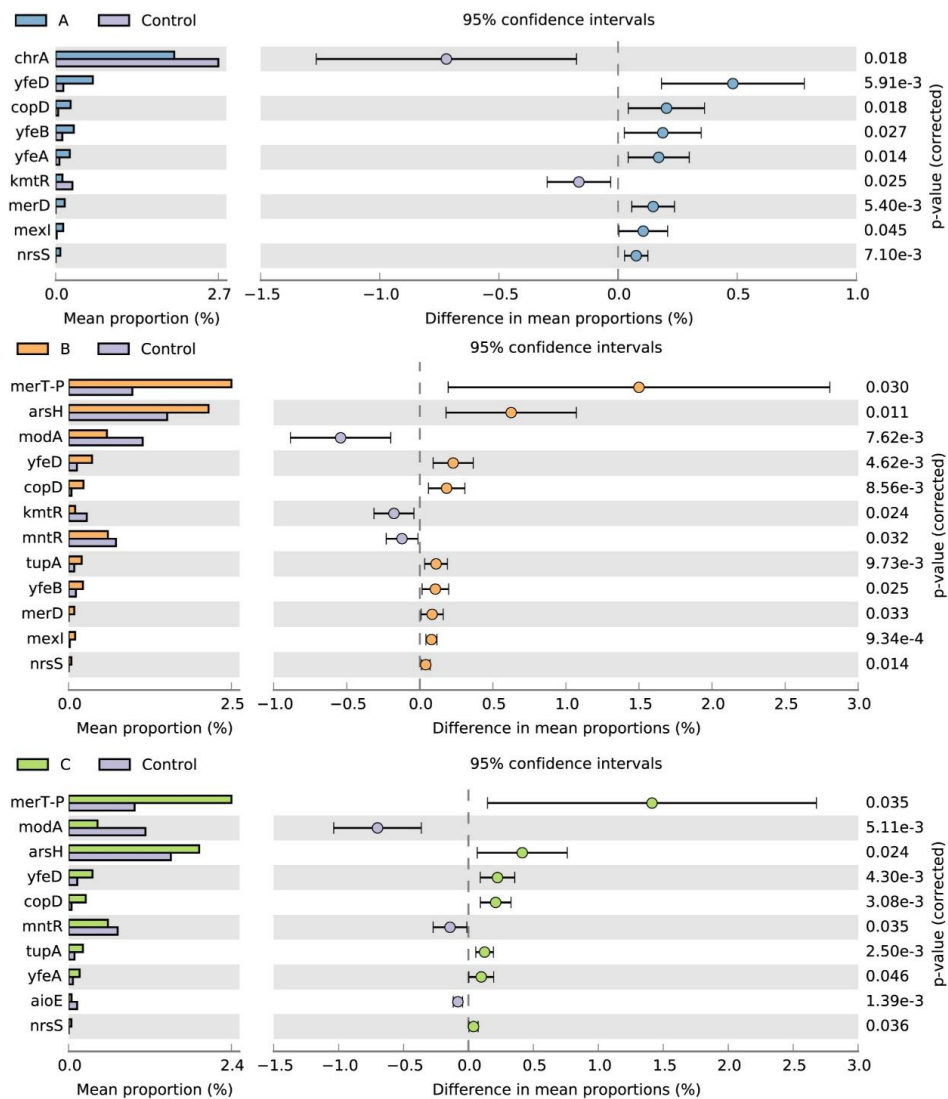 A Control 95% confidence intervals
chrA 0.018
yfeD 5.91e-3
copD 0.018
yfeB 0.027
yfeA 0.014
kmtR 0.025
merD 5.40e-3
mexI 0.045
nrsS 7.10e-3
p-value (corrected)
0.0 2.7 −1.5 −1.0 −0.5 0.0 0.5 1.0
Mean proportion (%) Difference in mean proportions (%)
B Control 95% confidence intervals
merT-P 0.030
arsH 0.011
modA 7.62e-3
yfeD 4.62e-3
copD 8.56e-3
kmtR 0.024
mntR 0.032
tupA 9.73e-3
yfeB 0.025
merD 0.033
mexI 9.34e-4
nrsS 0.014
p-value (corrected)
0.0 2.5 −1.0 −0.5 0.0 0.5 1.0 1.5 2.0 2.5 3.0
Mean proportion (%) Difference in mean proportions (%)
C Control 95% confidence intervals
merT-P 0.035
modA 5.11e-3
arsH 0.024
yfeD 4.30e-3
copD 3.08e-3
mntR 0.035
tupA 2.50e-3
yfeA 0.046
aioE 1.39e-3
nrsS 0.036
p-value (corrected)
0.0 2.4 −1.5 −1.0 −0.5 0.0 0.5 1.0 1.5 2.0 2.5 3.0
Mean proportion (%) Difference in mean proportions (%)